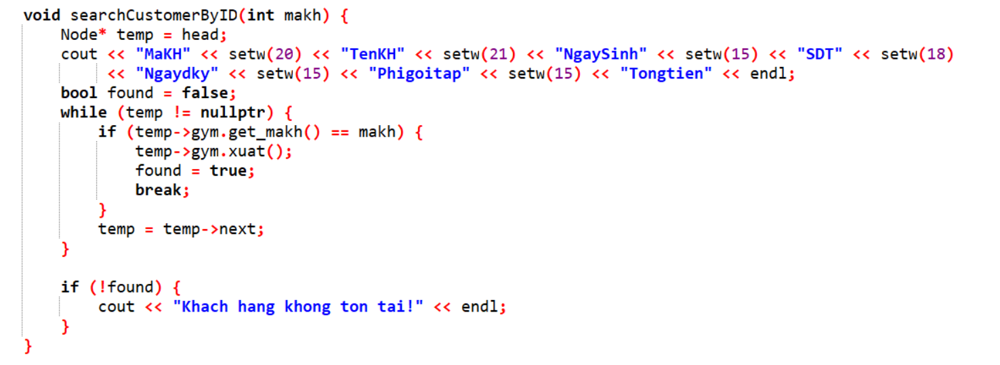 void searchCustomerByID(int makh) {
    Node* temp = head;
    cout << "MaKH" << setw(20) << "TenKH" << setw(21) << "NgaySinh" << setw(15) << "SDT" << setw(18)
         << "Ngaydky" << setw(15) << "Phigoitap" << setw(15) << "Tongtien" << endl;
    bool found = false;
    while (temp != nullptr) {
        if (temp->gym.get_makh() == makh) {
            temp->gym.xuat();
            found = true;
            break;
        }
        temp = temp->next;
    }

    if (!found) {
        cout << "Khach hang khong ton tai!" << endl;
    }
}